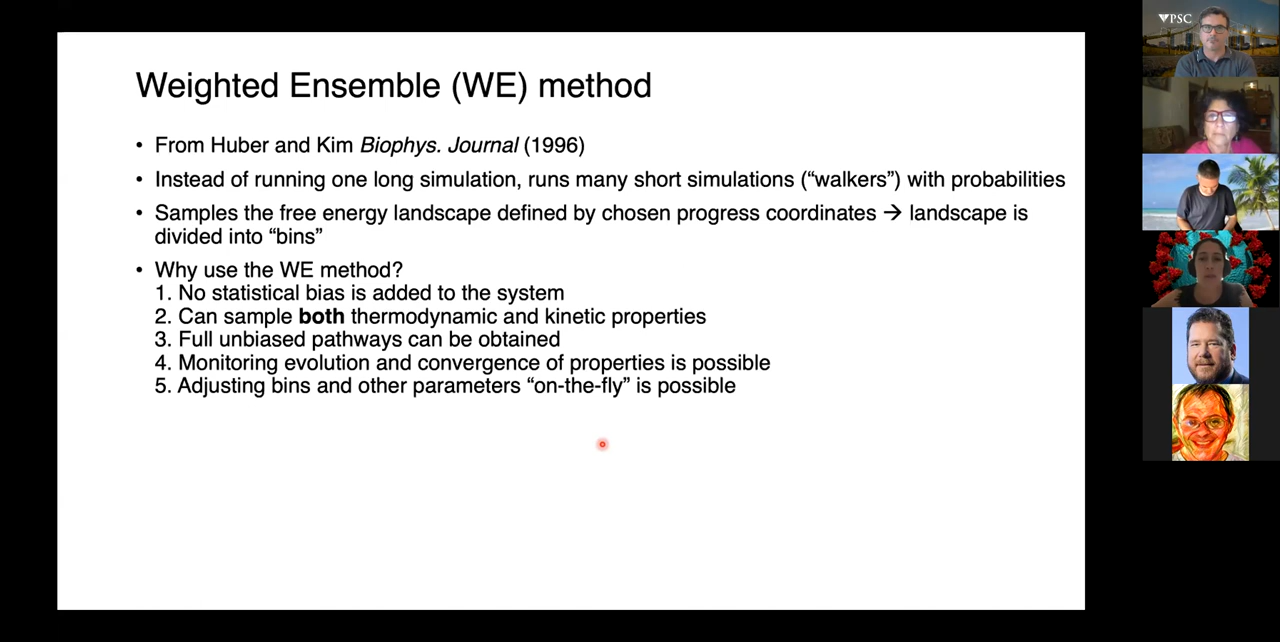 Weighted Ensemble (WE) method
• From Huber and Kim Biophys. Journal (1996)
• Instead of running one long simulation, runs many short simulations (“walkers”) with probabilities
• Samples the free energy landscape defined by chosen progress coordinates → landscape is
divided into “bins”
• Why use the WE method?
1. No statistical bias is added to the system
2. Can sample both thermodynamic and kinetic properties
3. Full unbiased pathways can be obtained
4. Monitoring evolution and convergence of properties is possible
5. Adjusting bins and other parameters “on-the-fly” is possible
PSC